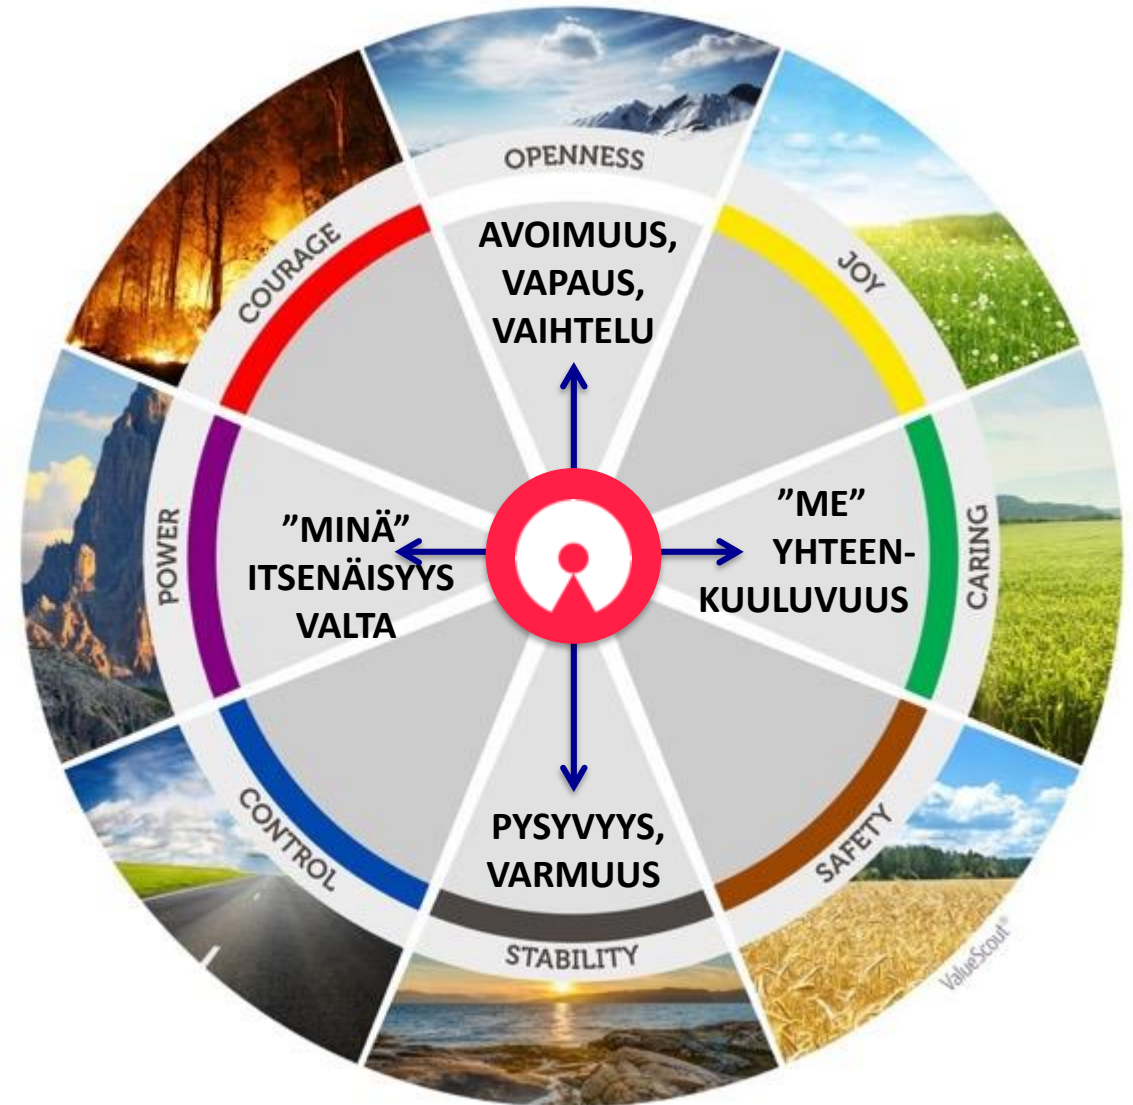 OPENNESS
AVOIMUUS,
VAPAUS,
VAIHTELU
COURAGE
JOY
POWER
”MINÄ”
ITSENÄISYYS
VALTA
”ME”
YHTEEN-
KUULUVUUS
CARING
CONTROL
PYSYVYYS,
VARMUUS
STABILITY
SAFETY
ValueScout®